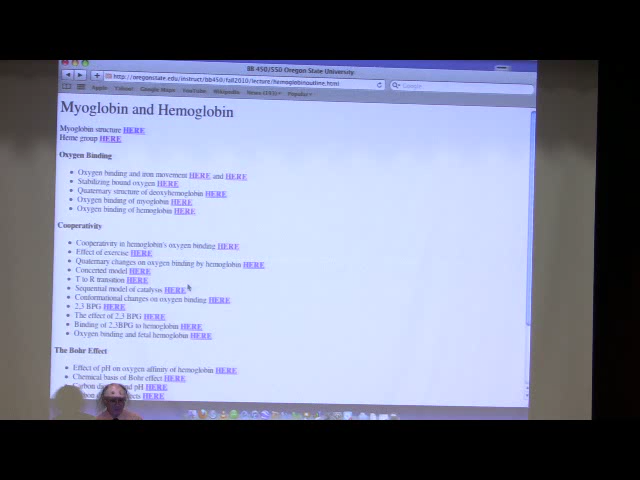 BB 450/550 Oregon State University
http://oregonstate.edu/instruct/bb450/fall2010/lecture/hemoglobinoutline.html
Google
Apple Yahoo! Google Maps YouTube Wikipedia News (193) Popular
Myoglobin and Hemoglobin
Myoglobin structure HERE
Heme group HERE
Oxygen Binding
Oxygen binding and iron movement HERE and HERE
Stabilizing bound oxygen HERE
Quaternary structure of deoxyhemoglobin HERE
Oxygen binding of myoglobin HERE
Oxygen binding of hemoglobin HERE
Cooperativity
Cooperativity in hemoglobin's oxygen binding HERE
Effect of exercise HERE
Quaternary changes on oxygen binding by hemoglobin HERE
Concerted model HERE
T to R transition HERE
Sequential model of catalysis HERE
Conformational changes on oxygen binding HERE
2,3 BPG HERE
The effect of 2,3 BPG HERE
Binding of 2,3BPG to hemoglobin HERE
Oxygen binding and fetal hemoglobin HERE
The Bohr Effect
Effect of pH on oxygen affinity of hemoglobin HERE
Chemical basis of Bohr effect HERE
Carbon and pH HERE
HERE